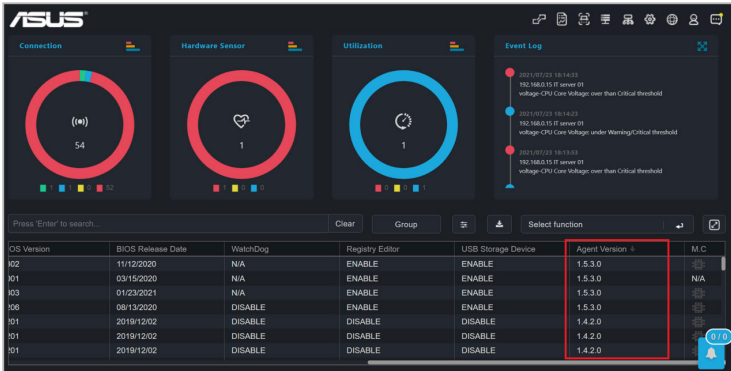 ASUS
Connection
Hardware Sensor
Utilization
Event Log
54
1
1
1 1 0 52
1 0 0
0 0 1
2021/07/23 18:14:33
192.168.0.15 IT server 01
voltage-CPU Core Voltage: over than Critical threshold
2021/07/23 18:14:23
192.168.0.15 IT server 01
voltage-CPU Core Voltage: under Warning/Critical threshold
2021/07/23 18:13:53
192.168.0.15 IT server 01
voltage-CPU Core Voltage: over than Critical threshold
Press 'Enter' to search...
Clear
Group
Select function
OS Version BIOS Release Date WatchDog Registry Editor USB Storage Device Agent Version M.C
302 11/12/2020 N/A ENABLE ENABLE 1.5.3.0
01 03/15/2020 N/A ENABLE ENABLE 1.5.3.0 N/A
303 01/23/2021 N/A ENABLE ENABLE 1.5.3.0
206 08/13/2020 DISABLE ENABLE ENABLE 1.5.3.0
201 2019/12/02 DISABLE DISABLE DISABLE 1.4.2.0
201 2019/12/02 DISABLE DISABLE DISABLE 1.4.2.0
201 2019/12/02 DISABLE DISABLE DISABLE 1.4.2.0
0 / 0